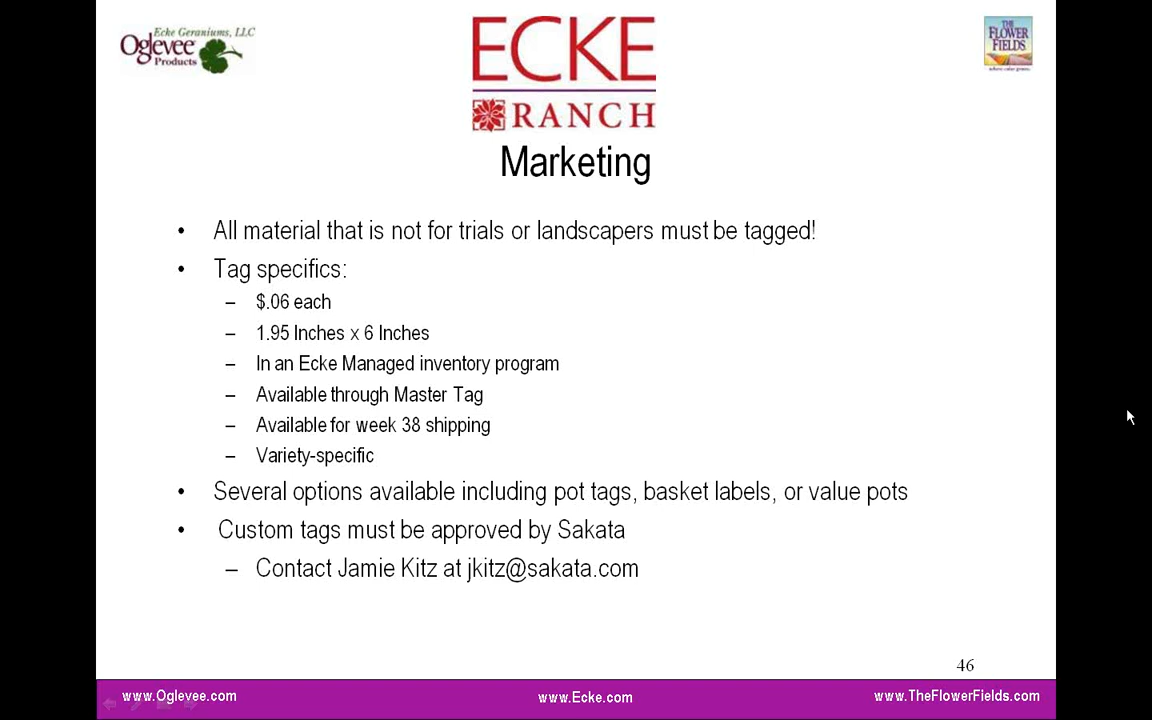 Ecke Geraniums, LLC
Oglevee
Products
ECKE
RANCH
THE
FLOWER
FIELDS
Marketing
• All material that is not for trials or landscapers must be tagged!
• Tag specifics:
– $.06 each
– 1.95 Inches x 6 Inches
– In an Ecke Managed inventory program
– Available through Master Tag
– Available for week 38 shipping
– Variety-specific
• Several options available including pot tags, basket labels, or value pots
• Custom tags must be approved by Sakata
– Contact Jamie Kitz at jkitz@sakata.com
46
www.Oglevee.com
www.Ecke.com
www.TheFlowerFields.com